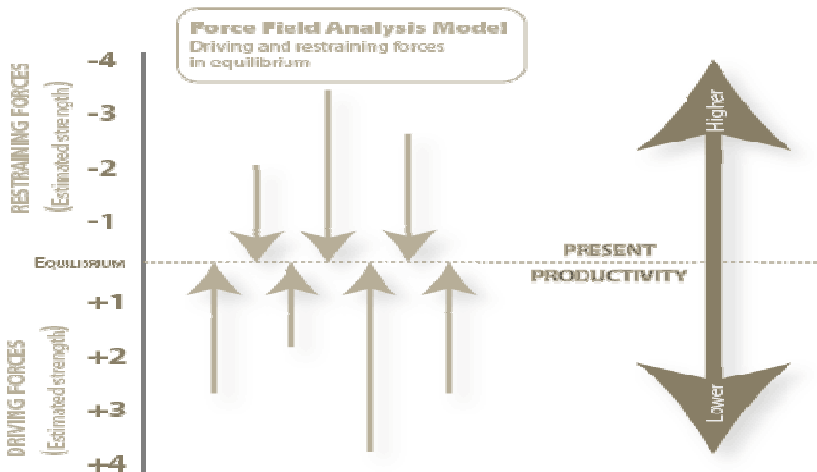 Force Field Analysis Model
Driving and restraining forces
in equilibrium
RESTRAINING FORCES
(Estimated strength)
-4
-3
-2
-1
EQUILIBRIUM
+1
+2
+3
+4
DRIVING FORCES
(Estimated strength)
PRESENT
PRODUCTIVITY
Higher
Lower